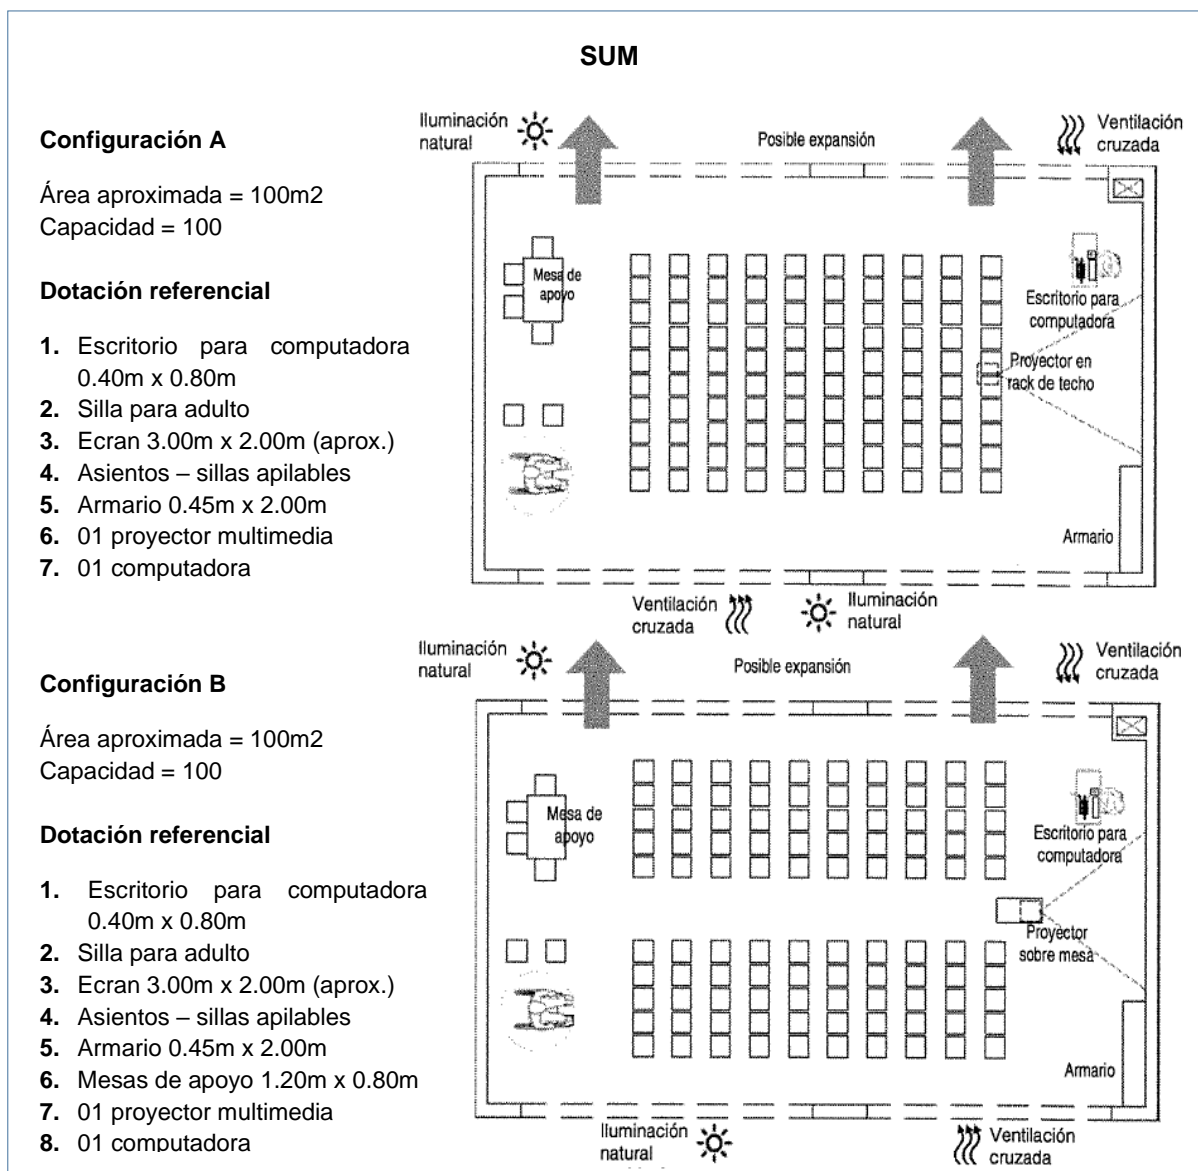 SUM
Configuración A
Área aproximada = 100m2
Capacidad = 100
Dotación referencial
1. Escritorio para computadora
0.40m x 0.80m
2. Silla para adulto
3. Ecran 3.00m x 2.00m (aprox.)
4. Asientos – sillas apilables
5. Armario 0.45m x 2.00m
6. 01 proyector multimedia
7. 01 computadora
Iluminación
natural
Posible expansión
Ventilación
cruzada
Mesa de
apoyo
Escritorio para
computadora
Proyector en
rack de techo
Armario
Ventilación
cruzada
Iluminación
natural
Configuración B
Área aproximada = 100m2
Capacidad = 100
Dotación referencial
1. Escritorio para computadora
0.40m x 0.80m
2. Silla para adulto
3. Ecran 3.00m x 2.00m (aprox.)
4. Asientos – sillas apilables
5. Armario 0.45m x 2.00m
6. Mesas de apoyo 1.20m x 0.80m
7. 01 proyector multimedia
8. 01 computadora
Iluminación
natural
Posible expansión
Ventilación
cruzada
Mesa de
apoyo
Escritorio para
computadora
Proyector
sobre mesa
Armario
Iluminación
natural
Ventilación
cruzada